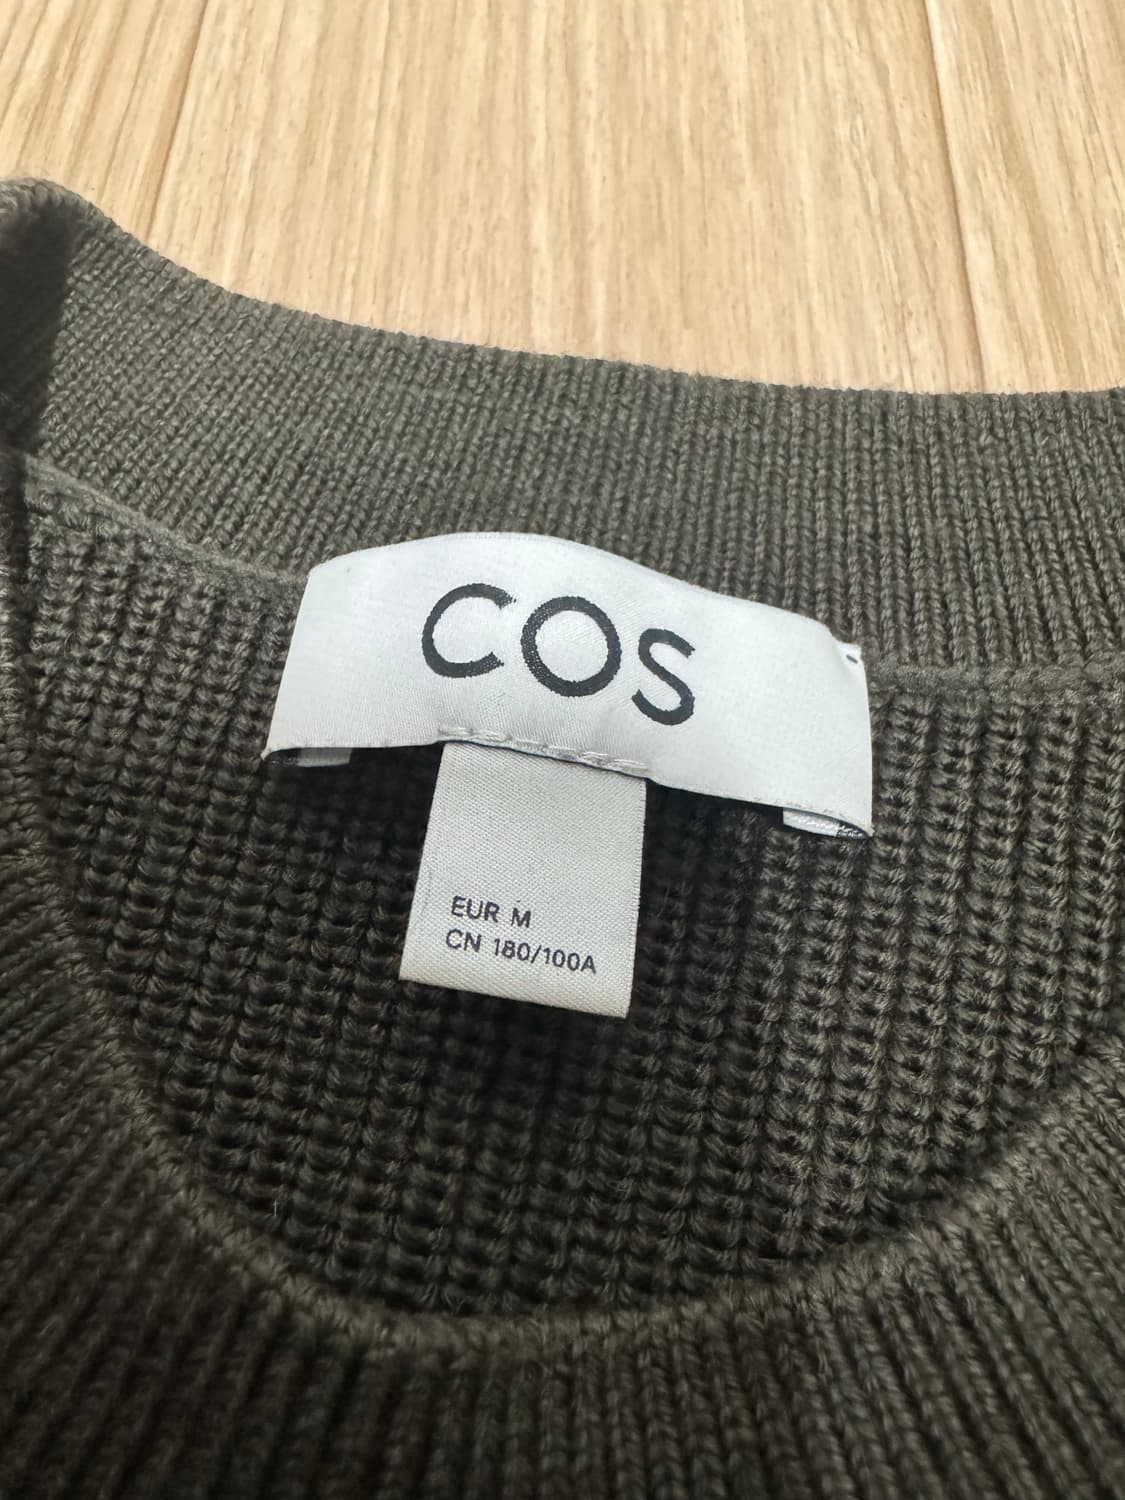 COS
EUR M
CN 180/100A